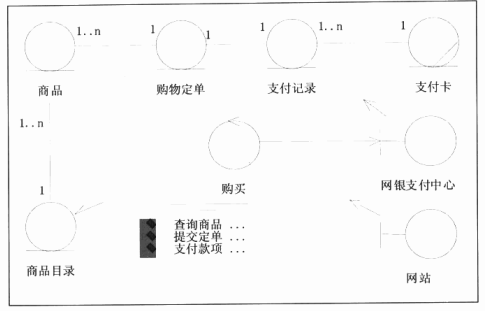 1..n 1 1 1..n 1
商品 购物定单 支付记录 支付卡
1..n
购买 网银支付中心
1
查询商品 ...
提交定单 ...
支付款项 ...
商品目录 网站